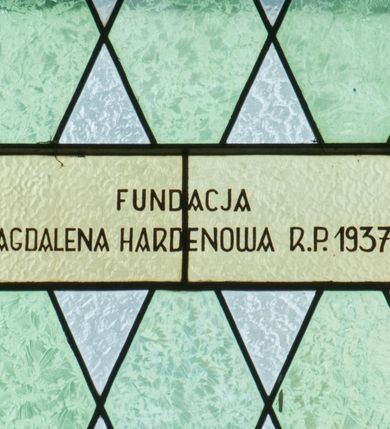 FUNDACJA
AGDALENA HARDENOWA R.P. 1937